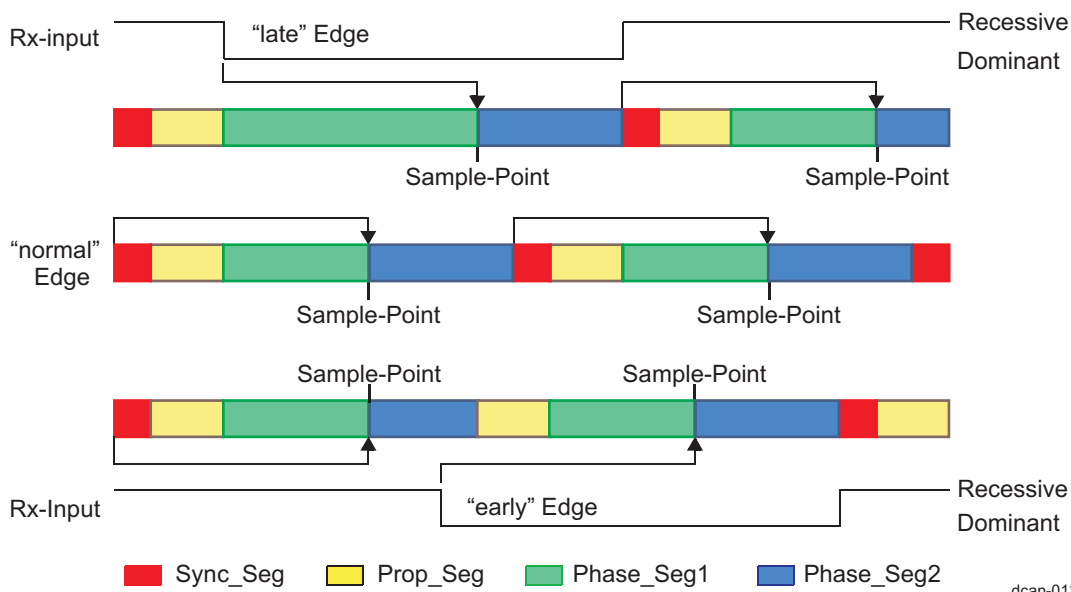 Rx-input
“late” Edge
Recessive
Dominant
Sample-Point
Sample-Point
“normal”
Edge
Sample-Point
Sample-Point
Sample-Point
Sample-Point
Rx-Input
“early” Edge
Recessive
Dominant
Sync_Seg
Prop_Seg
Phase_Seg1
Phase_Seg2